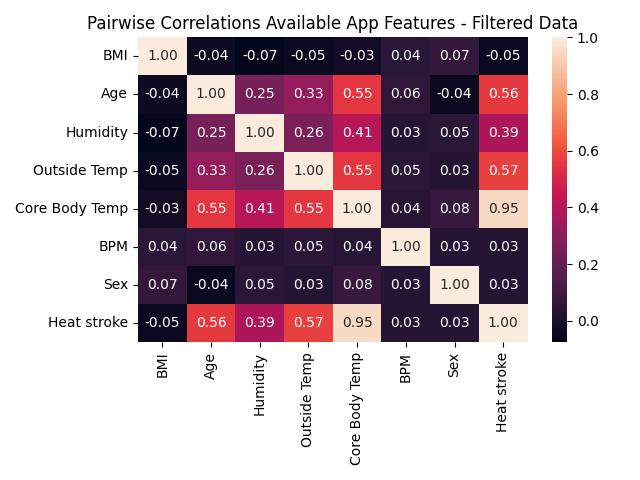 Pairwise Correlations Available App Features - Filtered Data
BMI 1.00 -0.04 -0.07 -0.05 -0.03 0.04 0.07 -0.05
Age -0.04 1.00 0.25 0.33 0.55 0.06 -0.04 0.56
Humidity -0.07 0.25 1.00 0.26 0.41 0.03 0.05 0.39
Outside Temp -0.05 0.33 0.26 1.00 0.55 0.05 0.03 0.57
Core Body Temp -0.03 0.55 0.41 0.55 1.00 0.04 0.08 0.95
BPM 0.04 0.06 0.03 0.05 0.04 1.00 0.03 0.03
Sex 0.07 -0.04 0.05 0.03 0.08 0.03 1.00 0.03
Heat stroke -0.05 0.56 0.39 0.57 0.95 0.03 0.03 1.00
BMI
Age
Humidity
Outside Temp
Core Body Temp
BPM
Sex
Heat stroke
1.0
0.8
0.6
0.4
0.2
0.0